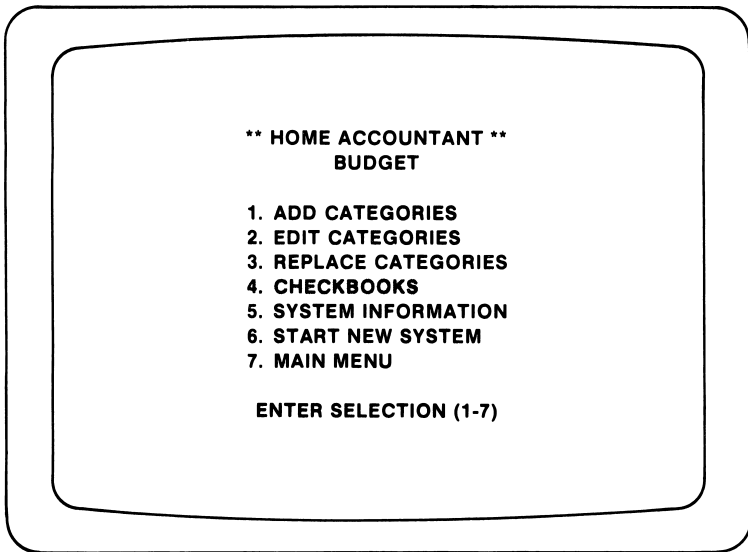 ** HOME ACCOUNTANT **
BUDGET
1. ADD CATEGORIES
2. EDIT CATEGORIES
3. REPLACE CATEGORIES
4. CHECKBOOKS
5. SYSTEM INFORMATION
6. START NEW SYSTEM
7. MAIN MENU
ENTER SELECTION (1-7)